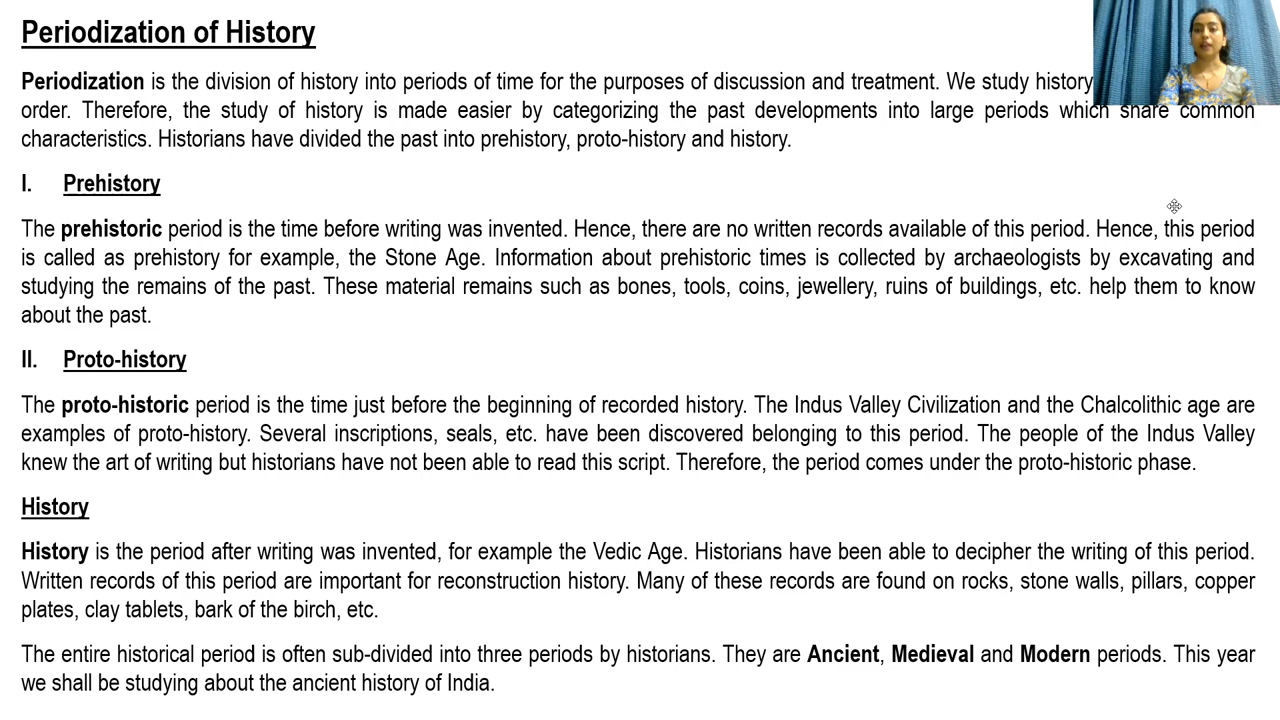 Periodization of History
Periodization is the division of history into periods of time for the purposes of discussion and treatment. We study history
order. Therefore, the study of history is made easier by categorizing the past developments into large periods which share common
characteristics. Historians have divided the past into prehistory, proto-history and history.
I. Prehistory
The prehistoric period is the time before writing was invented. Hence, there are no written records available of this period. Hence, this period
is called as prehistory for example, the Stone Age. Information about prehistoric times is collected by archaeologists by excavating and
studying the remains of the past. These material remains such as bones, tools, coins, jewellery, ruins of buildings, etc. help them to know
about the past.
II. Proto-history
The proto-historic period is the time just before the beginning of recorded history. The Indus Valley Civilization and the Chalcolithic age are
examples of proto-history. Several inscriptions, seals, etc. have been discovered belonging to this period. The people of the Indus Valley
knew the art of writing but historians have not been able to read this script. Therefore, the period comes under the proto-historic phase.
History
History is the period after writing was invented, for example the Vedic Age. Historians have been able to decipher the writing of this period.
Written records of this period are important for reconstruction history. Many of these records are found on rocks, stone walls, pillars, copper
plates, clay tablets, bark of the birch, etc.
The entire historical period is often sub-divided into three periods by historians. They are Ancient, Medieval and Modern periods. This year
we shall be studying about the ancient history of India.